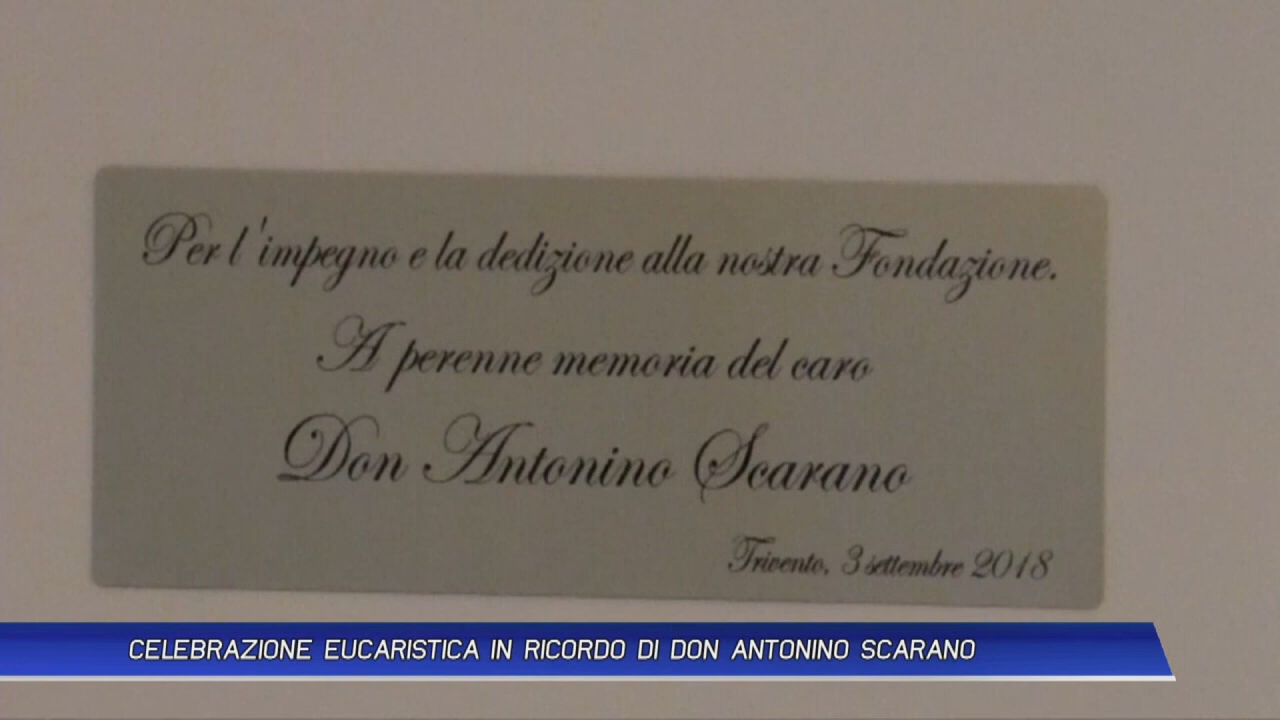 Per l'impegno e la dedizione alla nostra Fondazione.
A perenne memoria del caro
Don Antonino Scarano
Trivento, 3 settembre 2018
CELEBRAZIONE EUCARISTICA IN RICORDO DI DON ANTONINO SCARANO